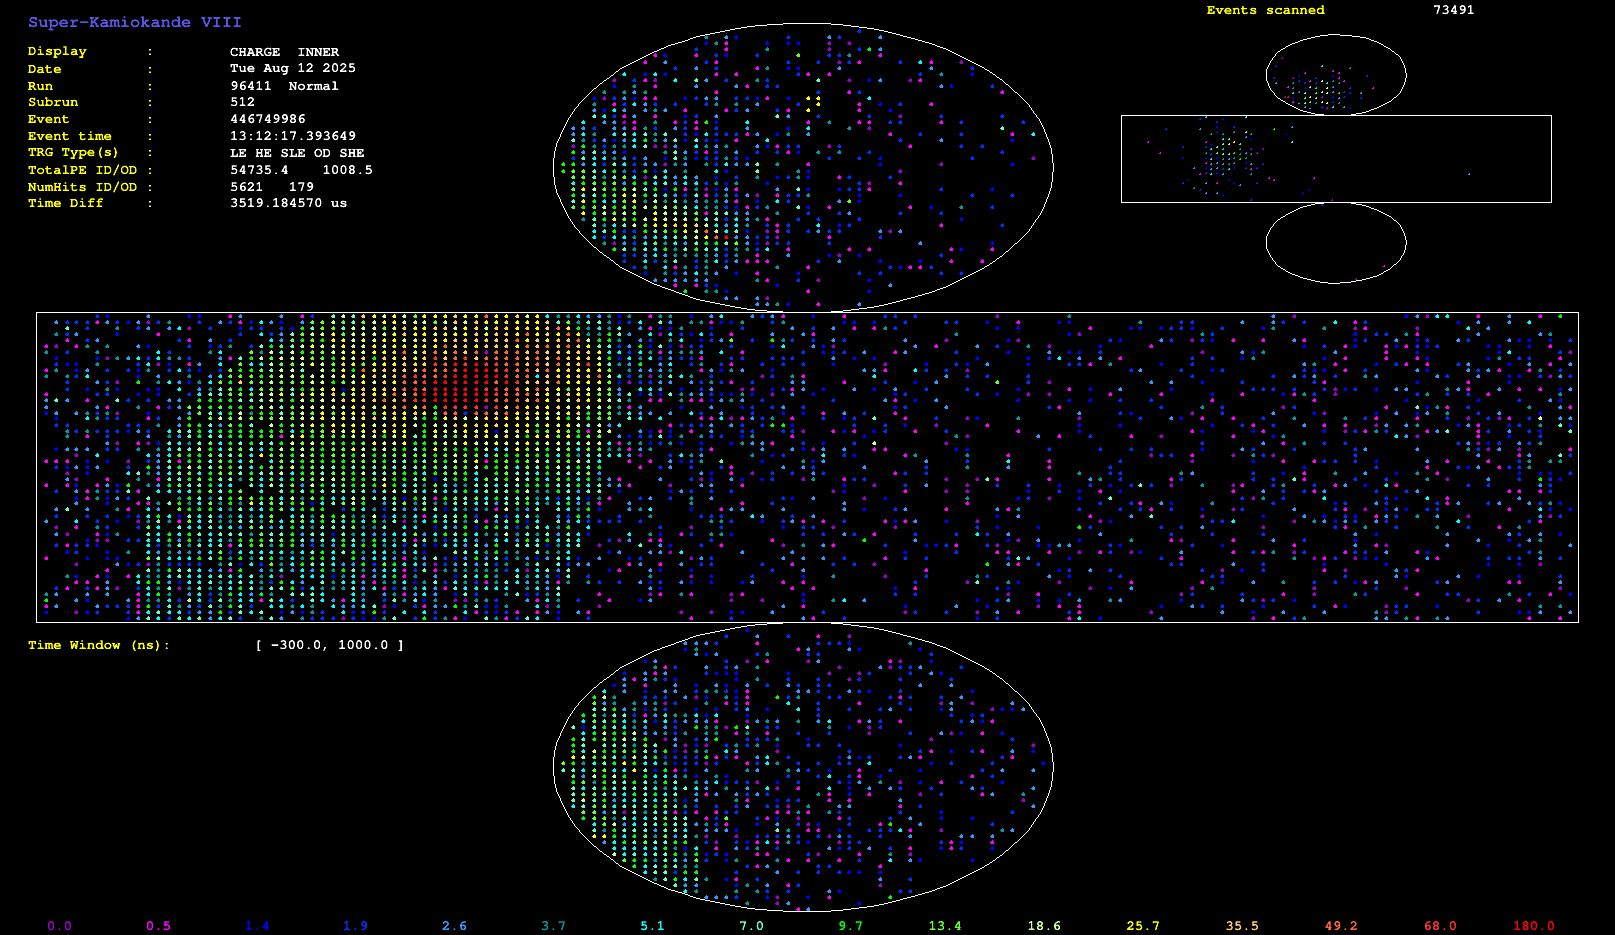 Super-Kamiokande VIII
Events scanned 73491
Display : CHARGE INNER
Date : Tue Aug 12 2025
Run : 96411 Normal
Subrun : 512
Event : 446749986
Event time : 13:12:17.393649
TRG Type(s) : LE HE SLE OD SHE
TotalPE ID/OD : 54735.4 1008.5
NumHits ID/OD : 5621 179
Time Diff : 3519.184570 us
Time Window (ns): [ -300.0, 1000.0 ]
0.0 0.5 1.4 1.9 2.6 3.7 5.1 7.0 9.7 13.4 18.6 25.7 35.5 49.2 68.0 180.0